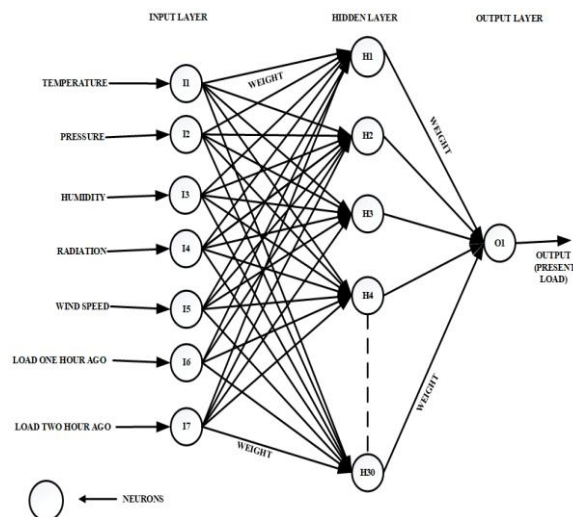 INPUT LAYER
HIDDEN LAYER
OUTPUT LAYER
TEMPERATURE
I1
WEIGHT
H1
PRESSURE
I2
H2
WEIGHT
HUMIDITY
I3
H3
RADIATION
I4
O1
OUTPUT
(PRESENT
LOAD)
WIND SPEED
I5
H4
LOAD ONE HOUR AGO
I6
LOAD TWO HOUR AGO
I7
WEIGHT
WEIGHT
H30
NEURONS